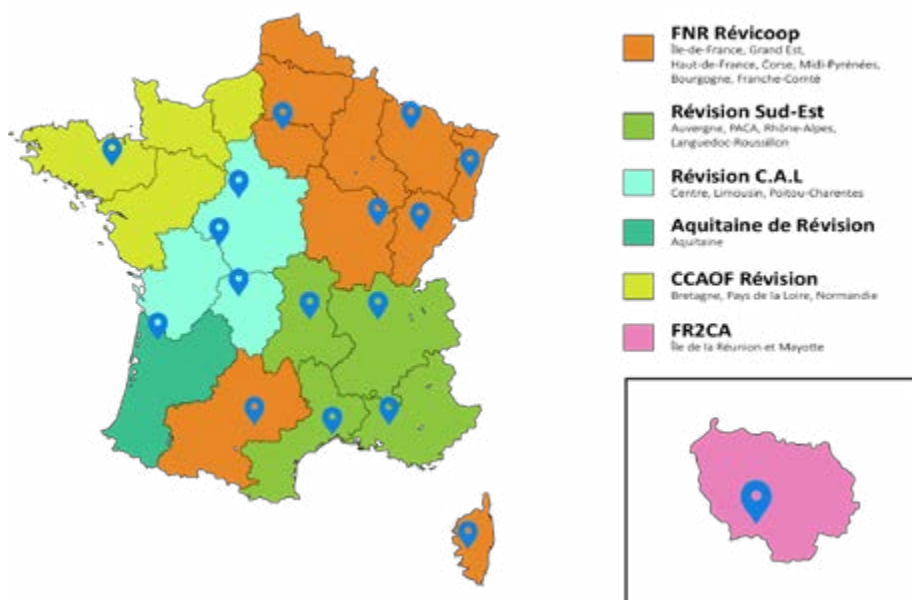 FNR Révicoop
Île-de-France, Grand Est,
Haut-de-France, Corse, Midi-Pyrénées,
Bourgogne, Franche-Comté
Révision Sud-Est
Auvergne, PACA, Rhône-Alpes,
Languedoc-Roussillon
Révision C.A.L
Centre, Limousin, Poitou-Charentes
Aquitaine de Révision
Aquitaine
CCAOF Révision
Bretagne, Pays de la Loire, Normandie
FR2CA
Île de la Réunion et Mayotte